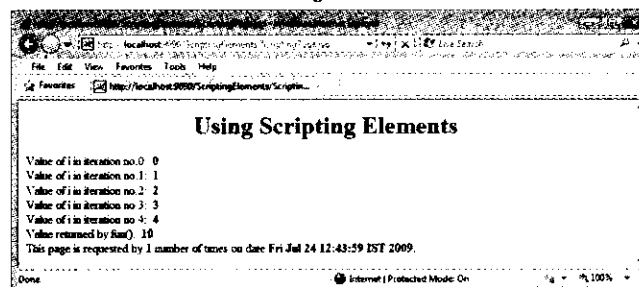 localhost
Live Search
File Edit View Favorites Tools Help
Favorites http://localhost:9090/ScriptingElements/Scriptin...
Using Scripting Elements
Value of i in iteration no.0: 0
Value of i in iteration no.1: 1
Value of i in iteration no.2: 2
Value of i in iteration no 3: 3
Value of i in iteration no 4: 4
Value returned by fun(): 10
This page is requested by 1 number of times on date Fri Jul 24 12:43:59 IST 2009.
Done Internet | Protected Mode: On 100%